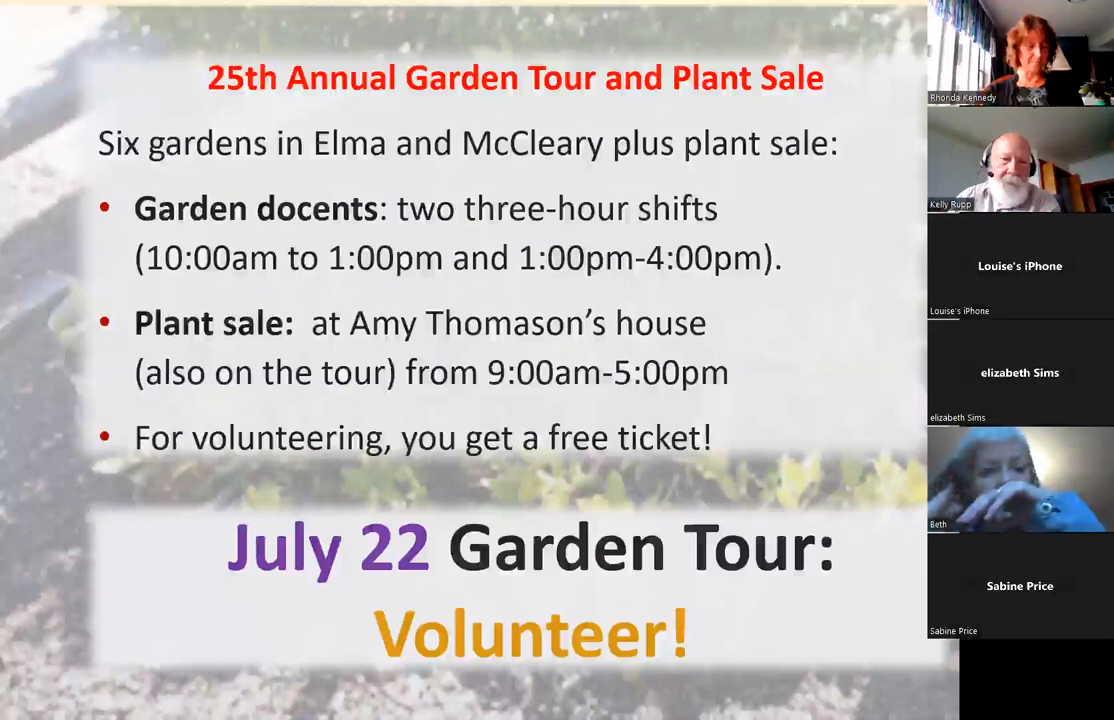 25th Annual Garden Tour and Plant Sale
Six gardens in Elma and McCleary plus plant sale:
• Garden docents: two three-hour shifts
(10:00am to 1:00pm and 1:00pm-4:00pm).
• Plant sale: at Amy Thomason’s house
(also on the tour) from 9:00am-5:00pm
• For volunteering, you get a free ticket!
July 22 Garden Tour:
Volunteer!
Rhonda Kennedy
Kelly Rupp
Louise's iPhone
Louise's iPhone
elizabeth Sims
elizabeth Sims
Beth
Sabine Price
Sabine Price